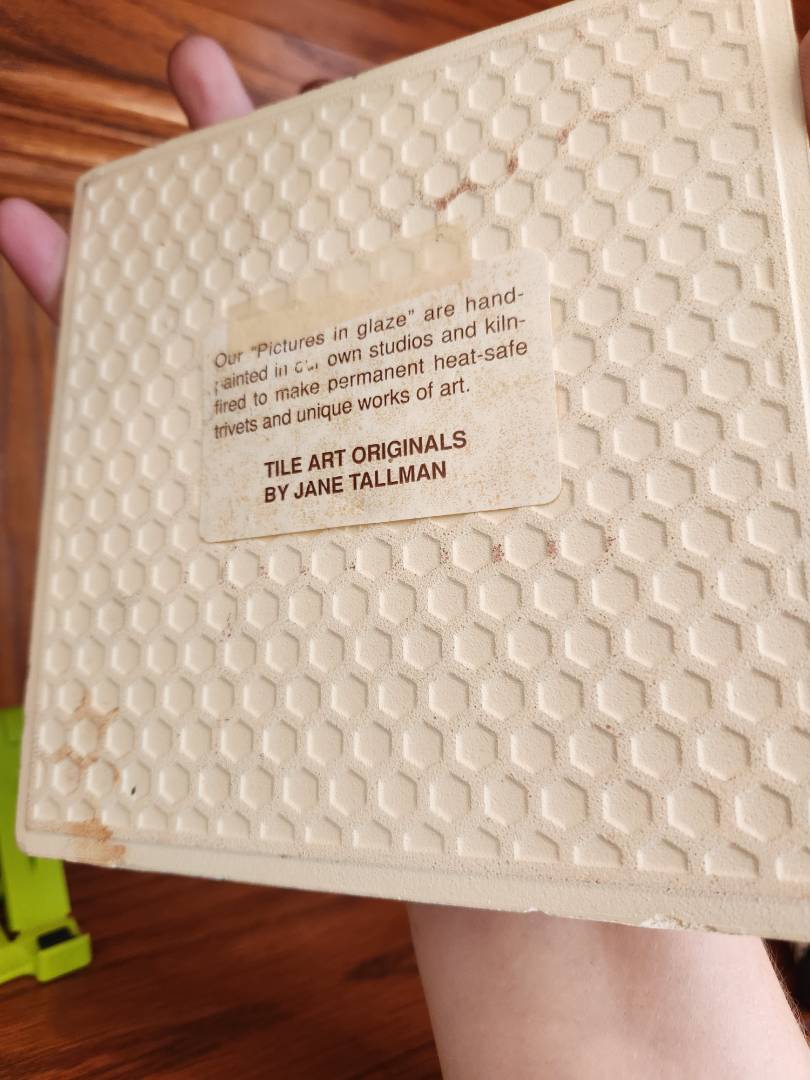 Our "Pictures in glaze" are hand-
painted in our own studios and kiln-
fired to make permanent heat-safe
trivets and unique works of art.
TILE ART ORIGINALS
BY JANE TALLMAN